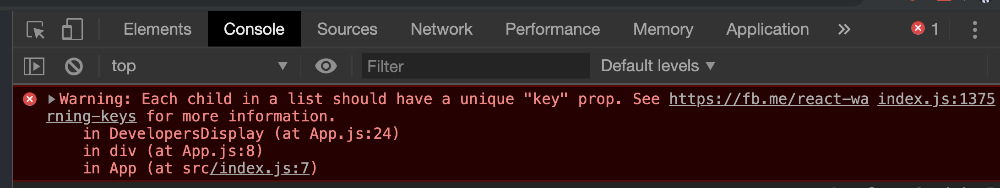 Elements Console Sources Network Performance Memory Application » 1
top Filter Default levels
Warning: Each child in a list should have a unique "key" prop. See https://fb.me/react-wa index.js:1375
rning-keys for more information.
in DevelopersDisplay (at App.js:24)
in div (at App.js:8)
in App (at src/index.js:7)